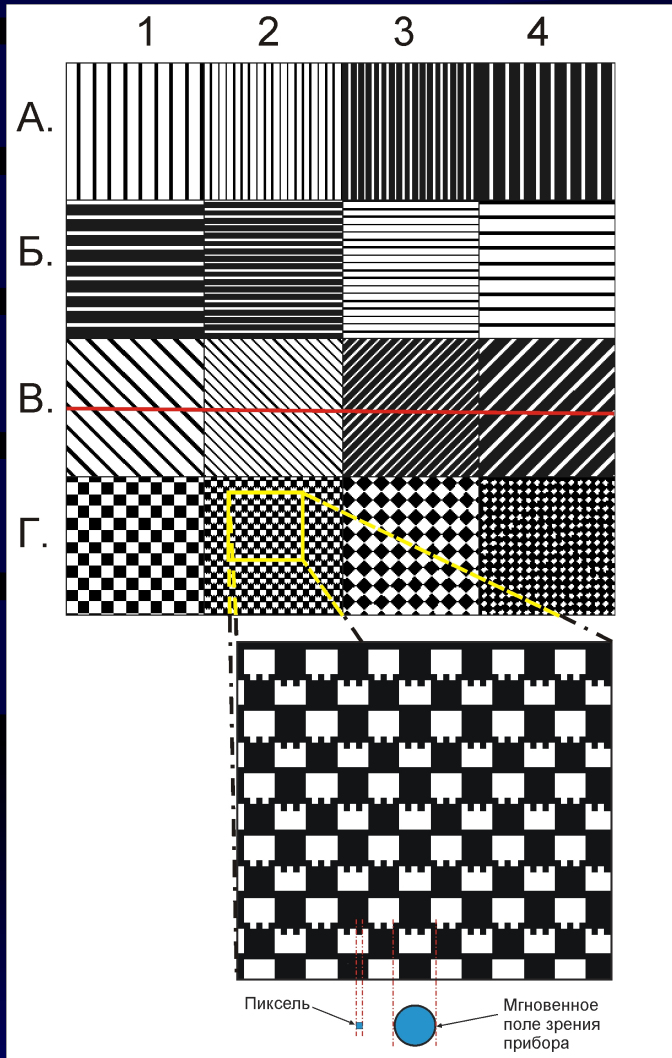 1 2 3 4
А.
Б.
В.
Г.
Пиксель
Мгновенное
поле зрения
прибора